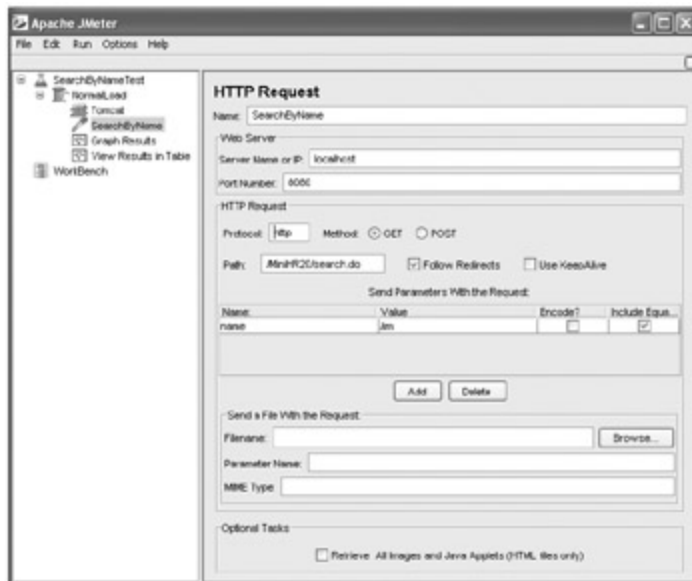 Apache JMeter
File Edit Run Options Help
SearchByNameTest
NormalLoad
Tomcat
SearchByName
Graph Results
View Results in Table
WorkBench
HTTP Request
Name: SearchByName
Web Server
Server Name or IP: localhost
Port Number: 8080
HTTP Request
Protocol: http Method: GET POST
Path: /MiniHR20/search.do Follow Redirects Use KeepAlive
Send Parameters With the Request:
Name: Value Encode? Include Equa...
name Jim
Add Delete
Send a File With the Request:
Filename: Browse...
Parameter Name:
MIME Type:
Optional Tasks
Retrieve All Images and Java Applets (HTML files only)